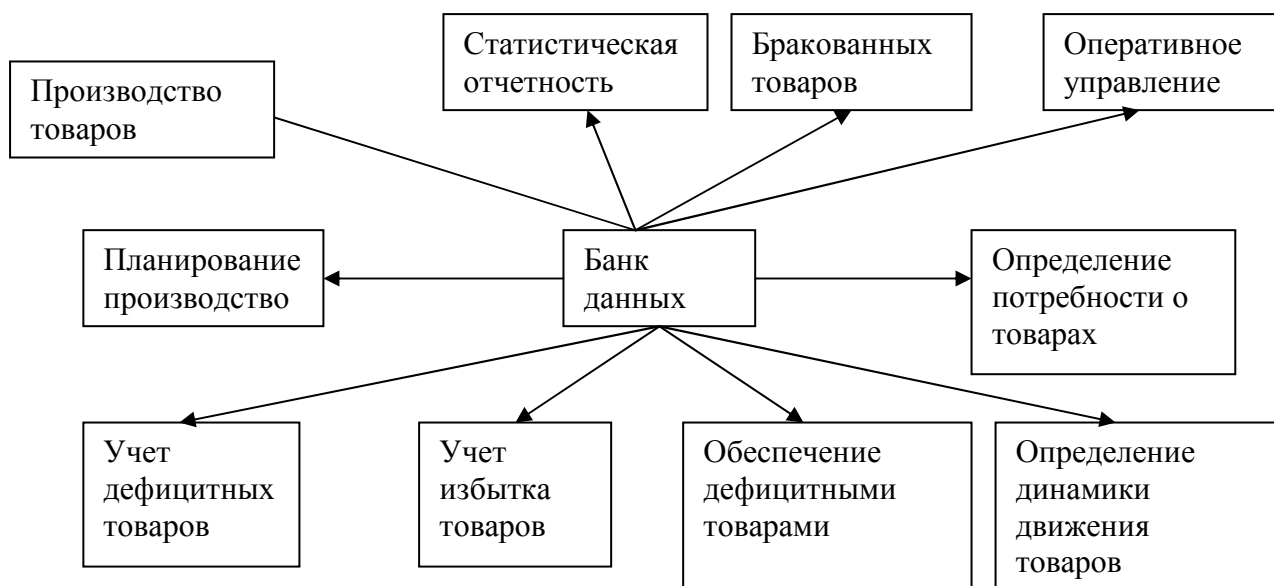 Производство
товаров
Статистическая
отчетность
Бракованных
товаров
Оперативное
управление
Планирование
производство
Банк
данных
Определение
потребности о
товарах
Учет
дефицитных
товаров
Учет
избытка
товаров
Обеспечение
дефицитными
товарами
Определение
динамики
движения
товаров